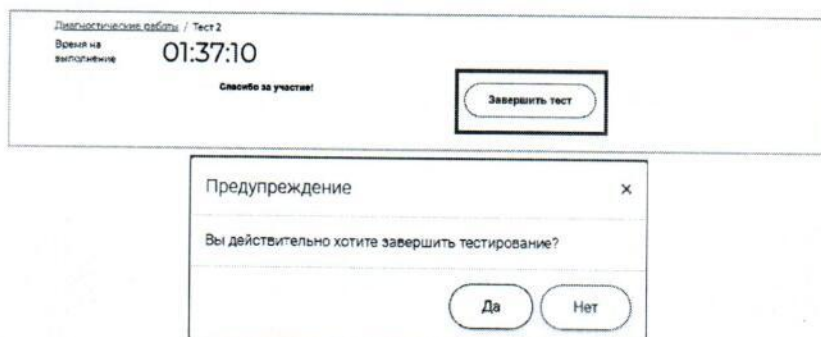 Диагностические работы / Тест 2
Время на
выполнение
01:37:10
Спасибо за участие!
Завершить тест
Предупреждение ×
Вы действительно хотите завершить тестирование?
Да Нет